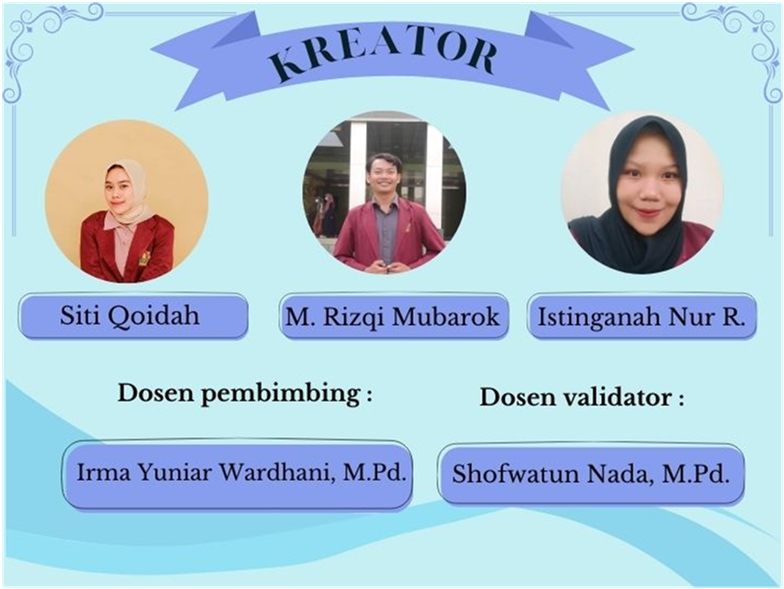 KREATOR
Siti Qoidah
M. Rizqi Mubarok
Istinganah Nur R.
Dosen pembimbing :
Dosen validator :
Irma Yuniar Wardhani, M.Pd.
Shofwatun Nada, M.Pd.